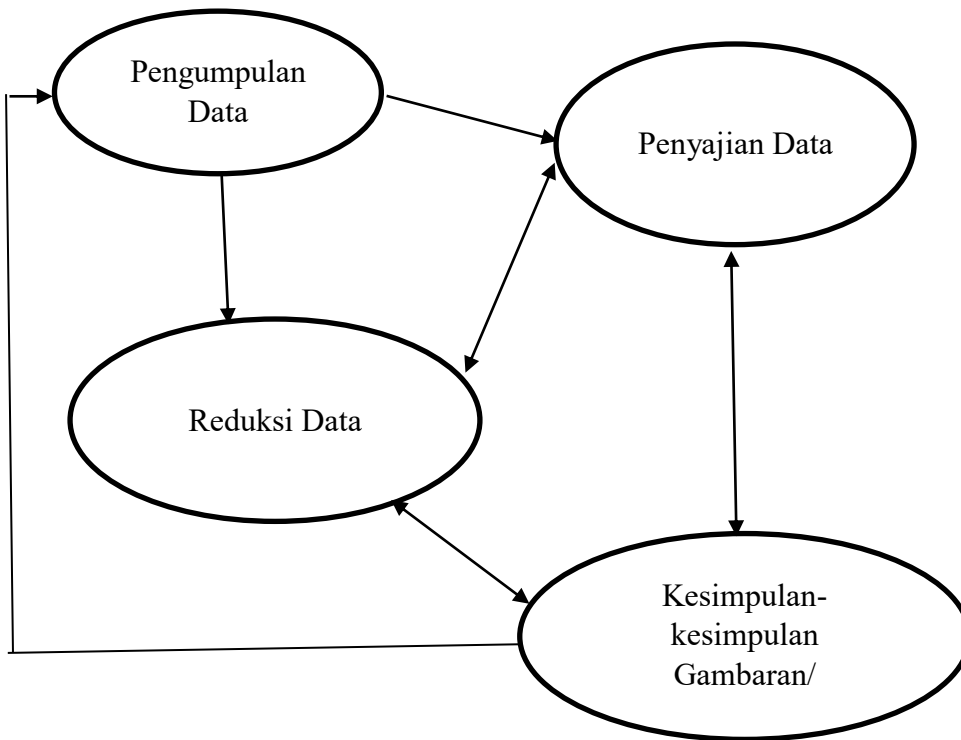 Pengumpulan
Data
Penyajian Data
Reduksi Data
Kesimpulan-
kesimpulan
Gambaran/